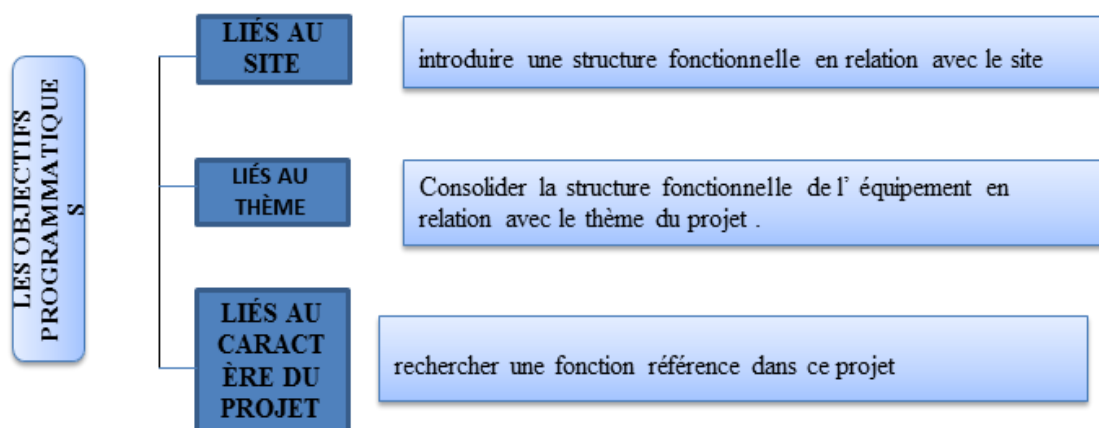 LES OBJECTIFS
PROGRAMMATIQUE
S
LIÉS AU
SITE
introduire une structure fonctionnelle en relation avec le site
LIÉS AU
THÈME
Consolider la structure fonctionnelle de l’ équipement en
relation avec le thème du projet .
LIÉS AU
CARACT
ÈRE DU
PROJET
rechercher une fonction référence dans ce projet